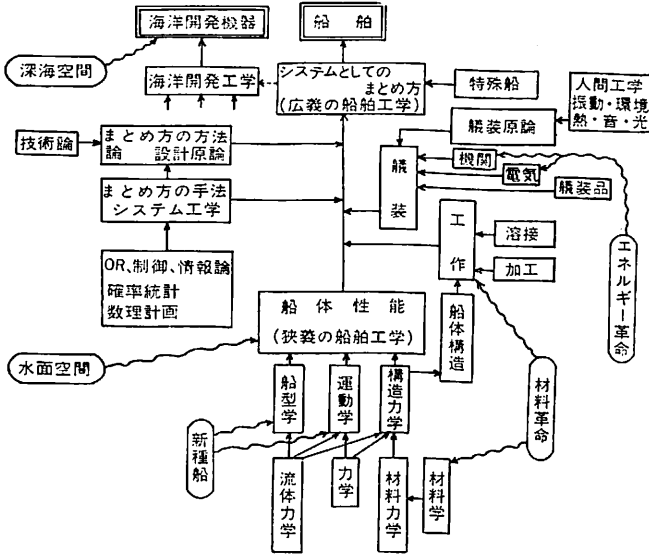 海洋開発機器
船舶
深海空間
海洋開発工学
システムとしての
まとめ方
(広義の船舶工学)
特殊船
人間工学
振動・環境
熱・音・光
艤装原論
技術論
まとめ方の方法
論 設計原論
艤装
機関
電気
艤装品
まとめ方の手法
システム工学
工作
溶接
加工
エネルギー革命
OR、制御、情報論
確率統計
数理計画
船体性能
(狭義の船舶工学)
船体構造
水面空間
船型学
運動学
構造力学
材料革命
新種船
流体力学
力学
材料力学
材料学